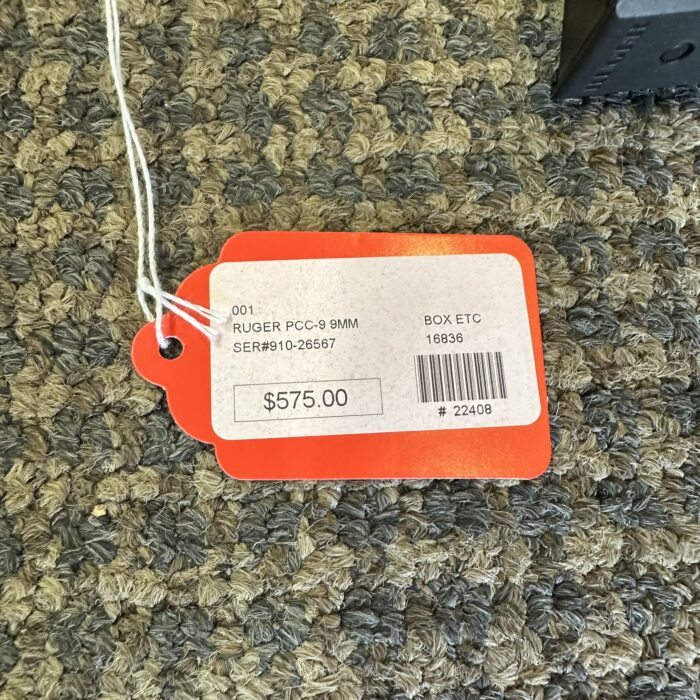 001
RUGER PCC-9 9MM
SER#910-26567
$575.00
BOX ETC
16836
# 22408